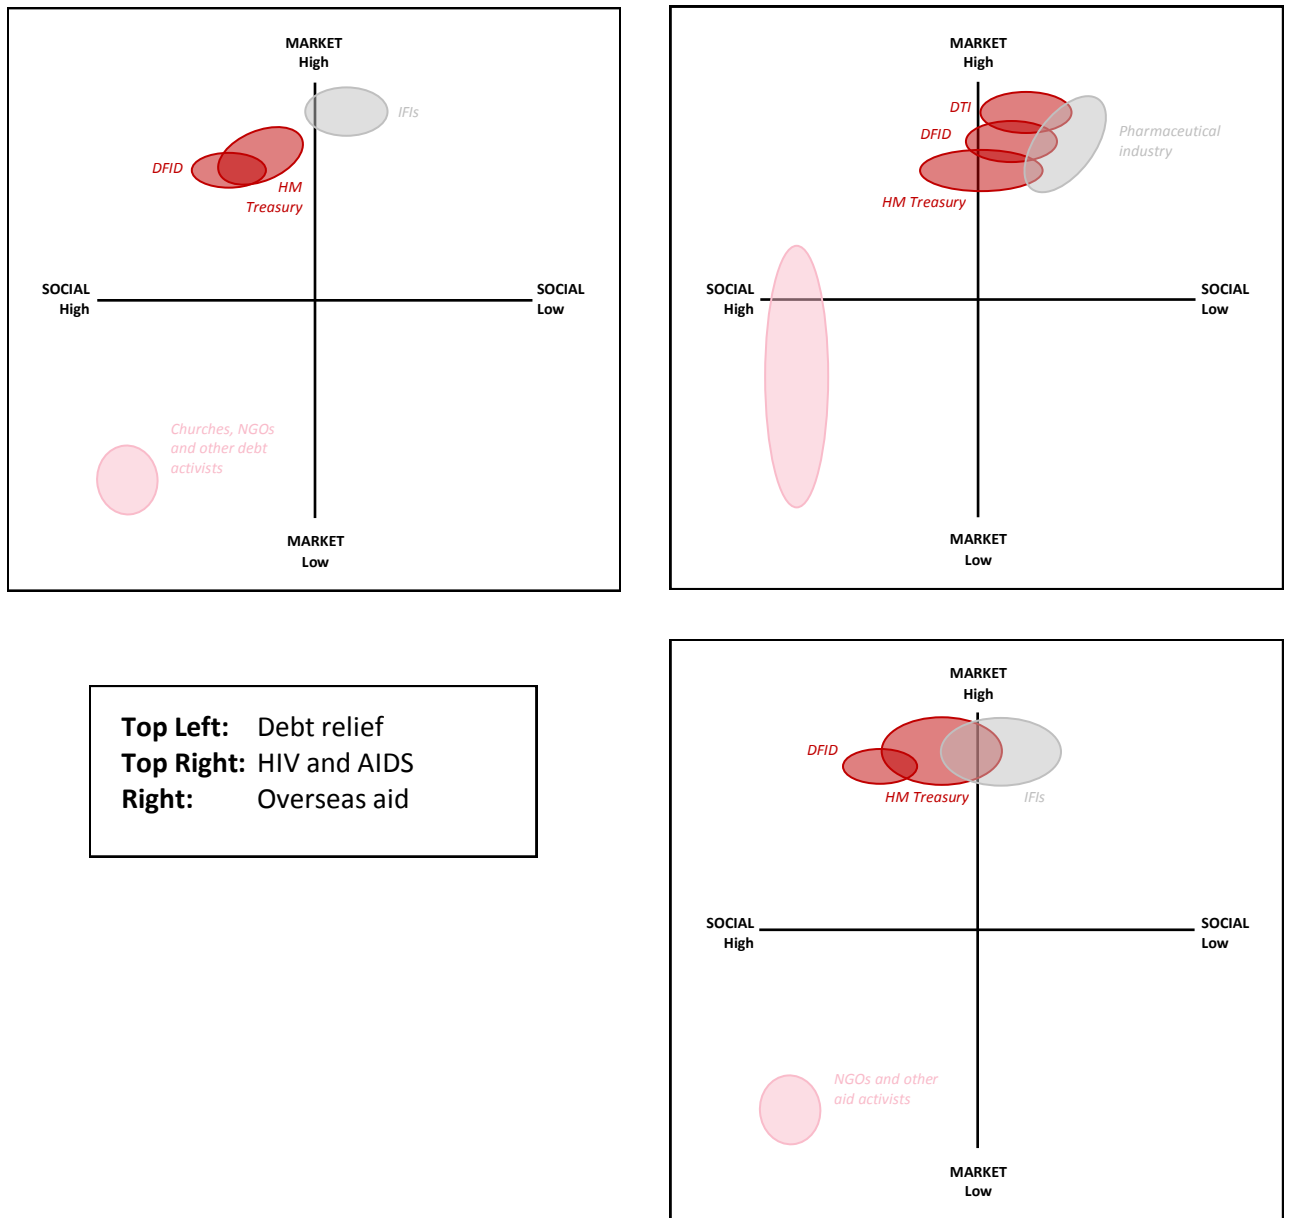 MARKET
High
IFIs
DFID
HM
Treasury
SOCIAL
High
SOCIAL
Low
Churches, NGOs
and other debt
activists
MARKET
Low
MARKET
High
DTI
DFID
Pharmaceutical
industry
HM Treasury
SOCIAL
High
SOCIAL
Low
MARKET
Low
Top Left: Debt relief
Top Right: HIV and AIDS
Right: Overseas aid
MARKET
High
DFID
HM Treasury
IFIs
SOCIAL
High
SOCIAL
Low
NGOs and other
aid activists
MARKET
Low